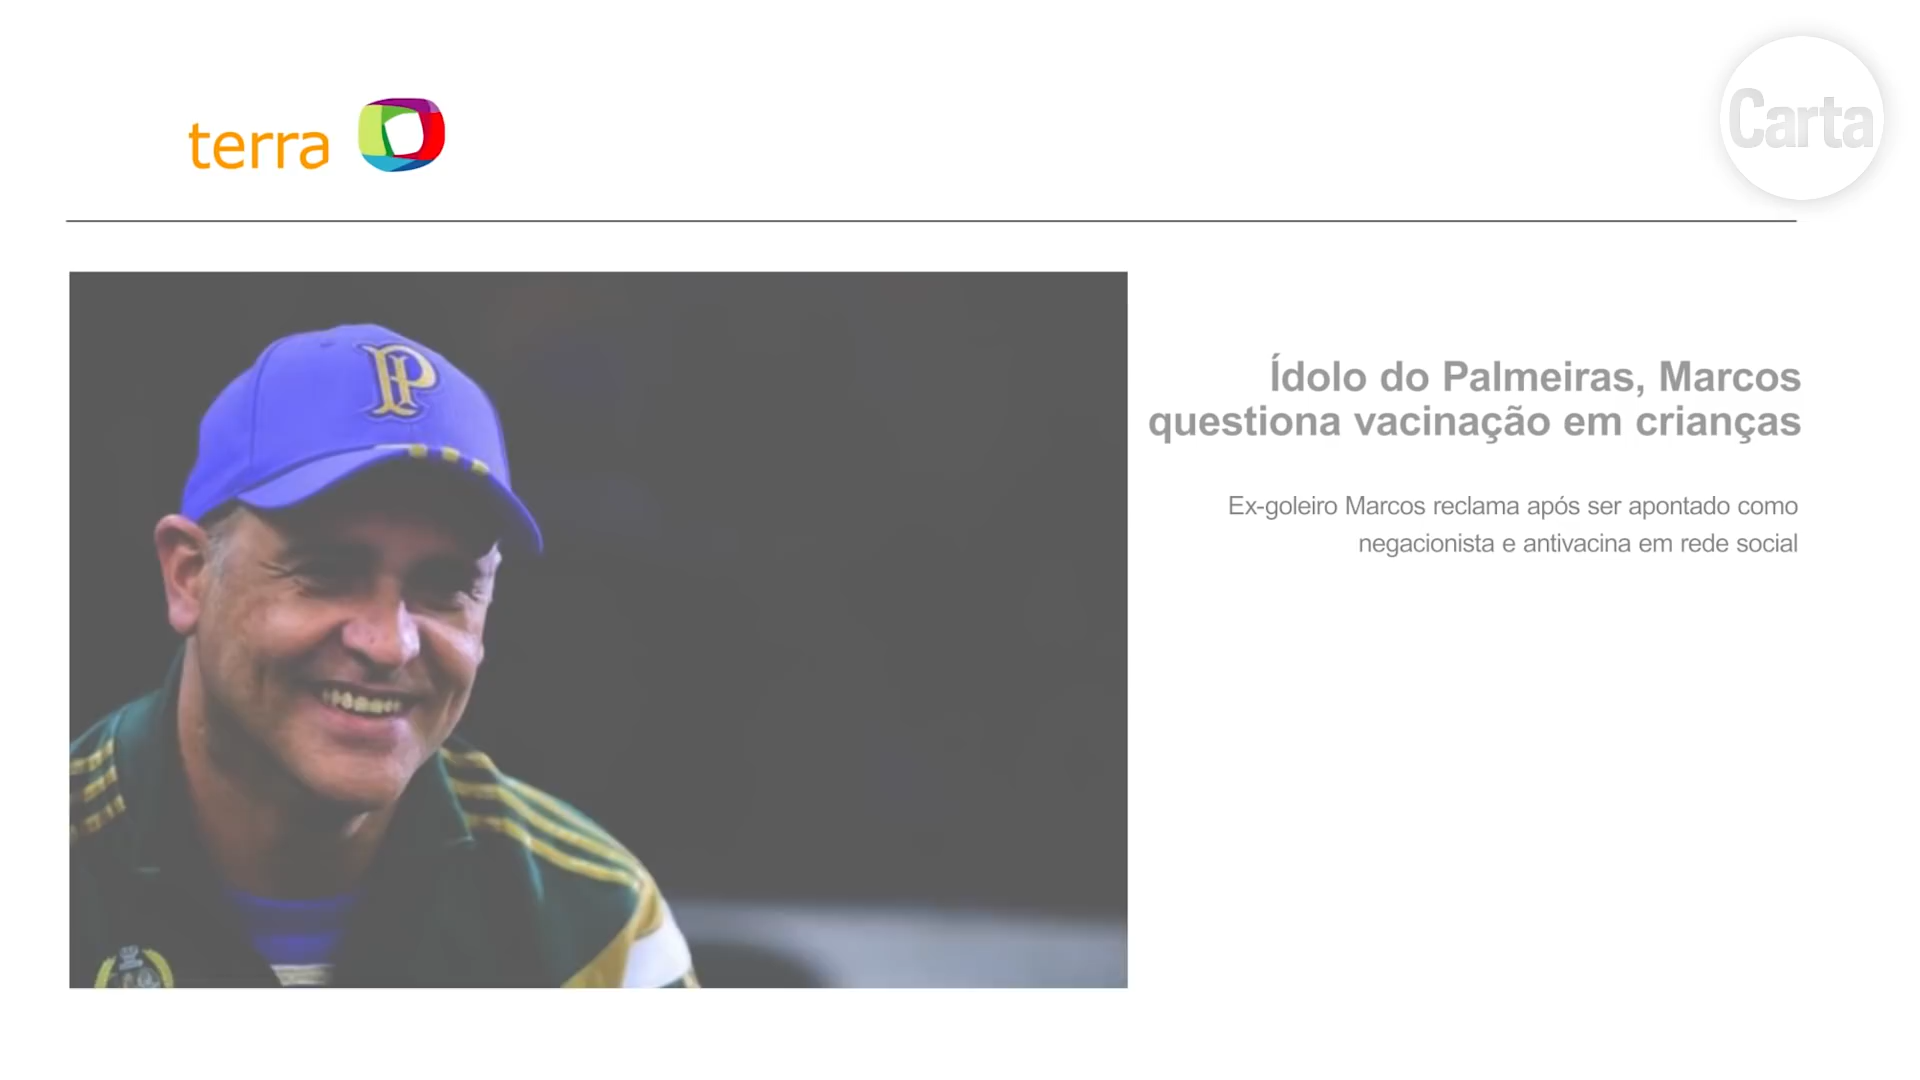 terra
Carta
Ídolo do Palmeiras, Marcos
questiona vacinação em crianças
Ex-goleiro Marcos reclama após ser apontado como
negacionista e antivacina em rede social